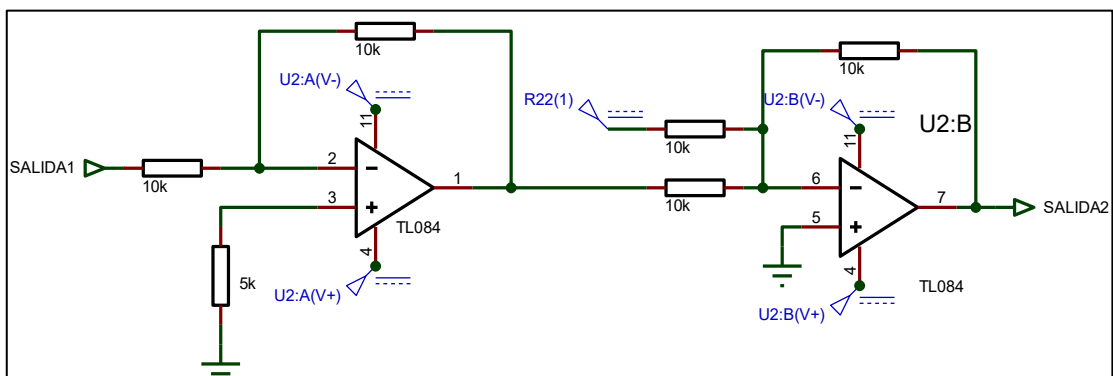 10k
U2:A(V-)
11
SALIDA1
10k
2
3
1
TL084
4
5k
U2:A(V+)
R22(1)
10k
10k
10k
U2:B(V-)
11
U2:B
6
5
7
SALIDA2
4
TL084
U2:B(V+)